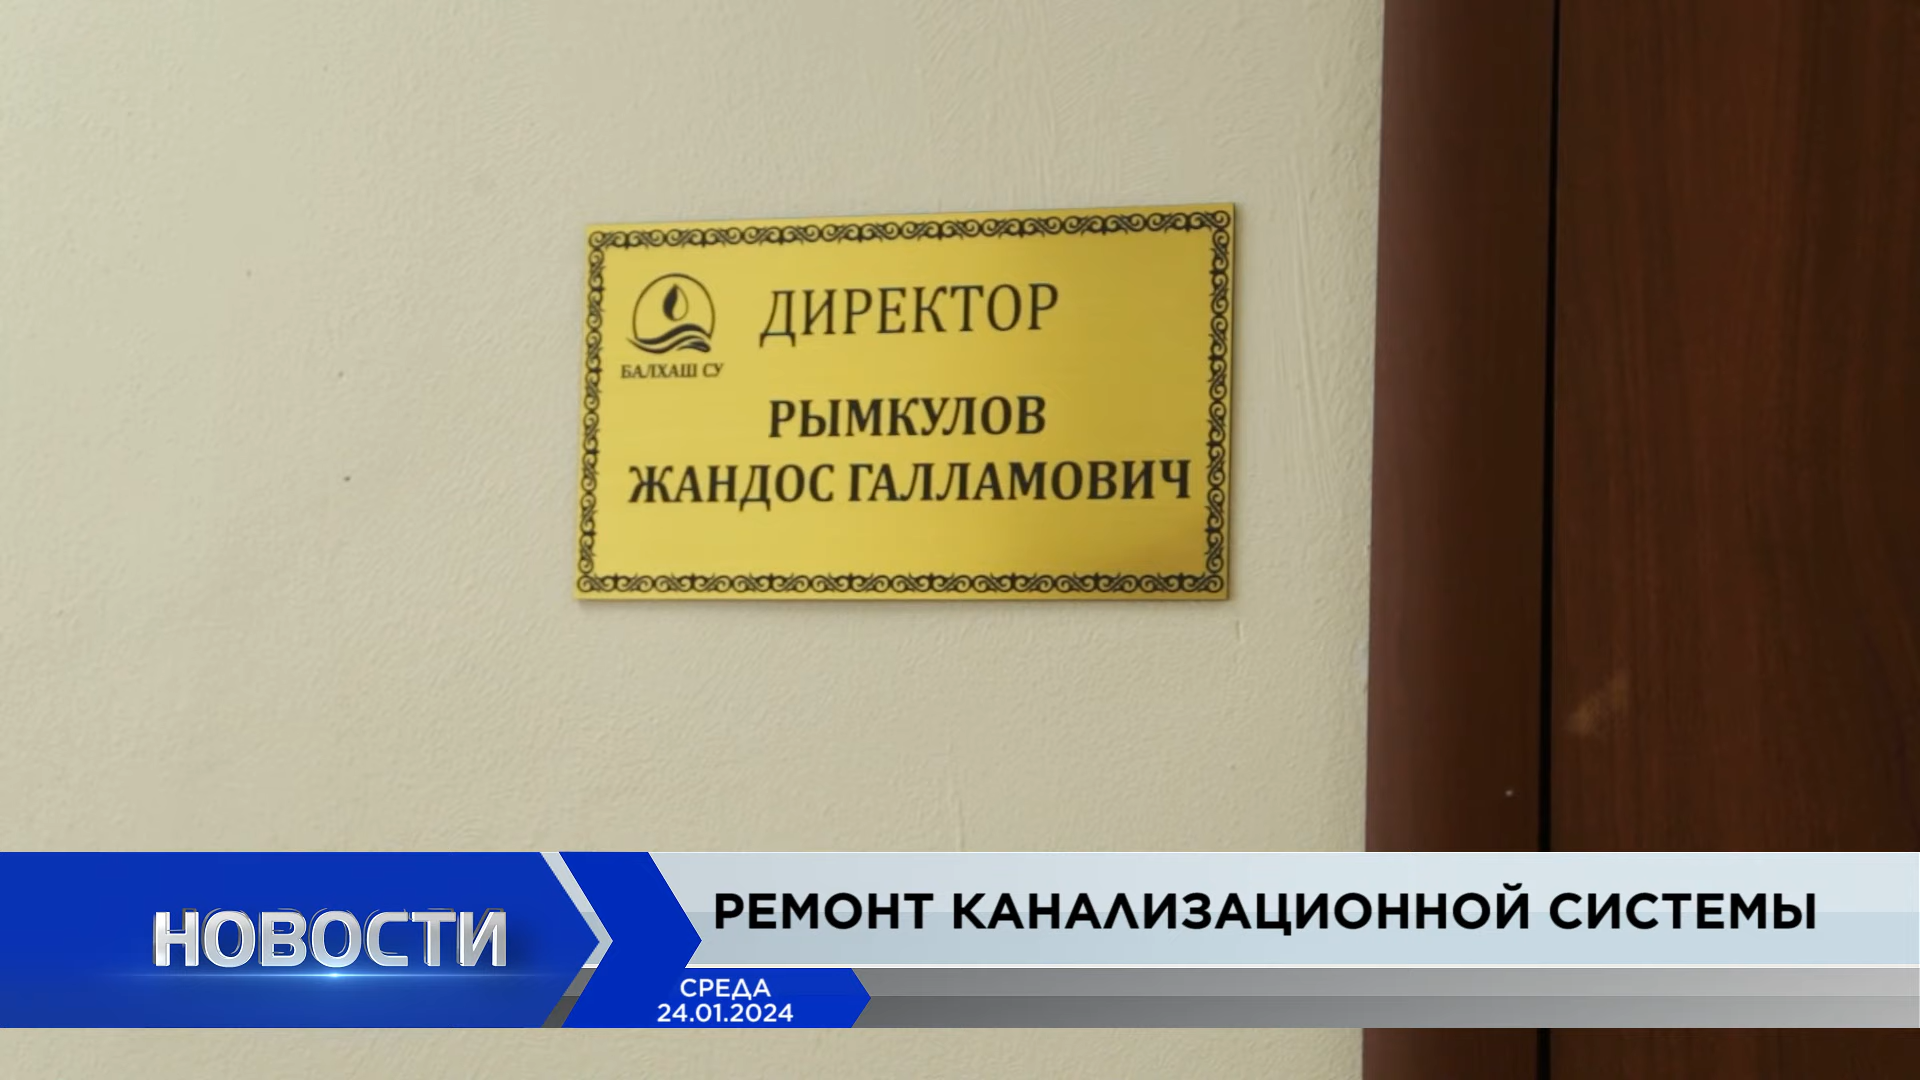 ДИРЕКТОР
БАЛХАШ СУ
РЫМКУЛОВ
ЖАНДОС ГАЛЛАМОВИЧ
НОВОСТИ
РЕМОНТ КАНАЛИЗАЦИОННОЙ СИСТЕМЫ
СРЕДА
24.01.2024